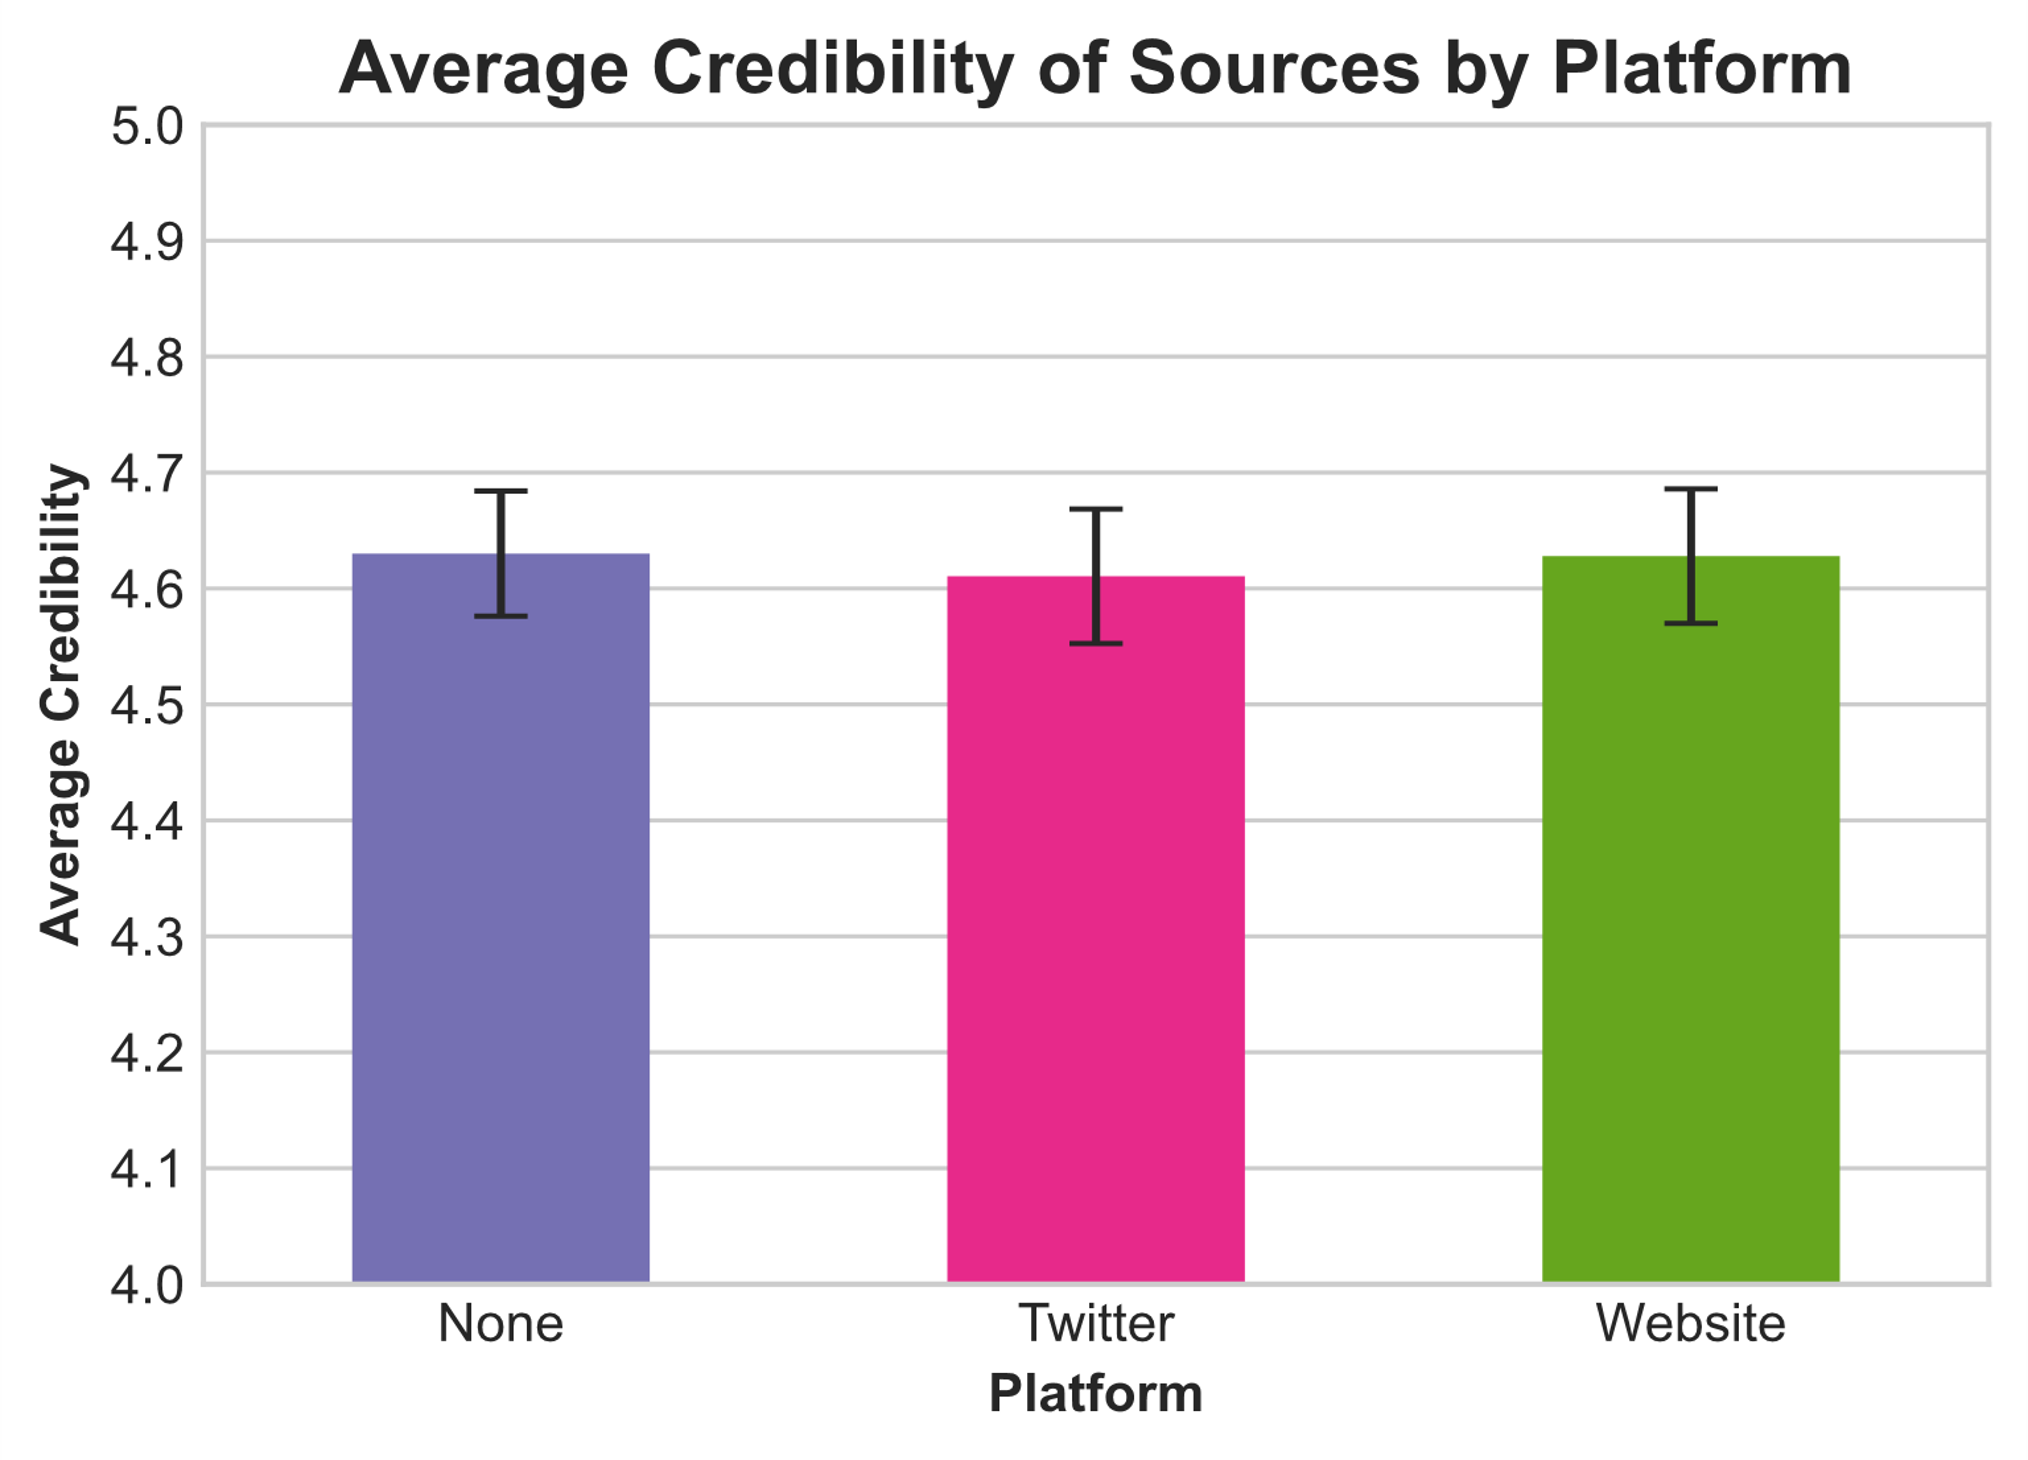 Average Credibility of Sources by Platform
5.0
4.9
4.8
4.7
4.6
4.5
4.4
4.3
4.2
4.1
4.0
Average Credibility
None
Twitter
Website
Platform